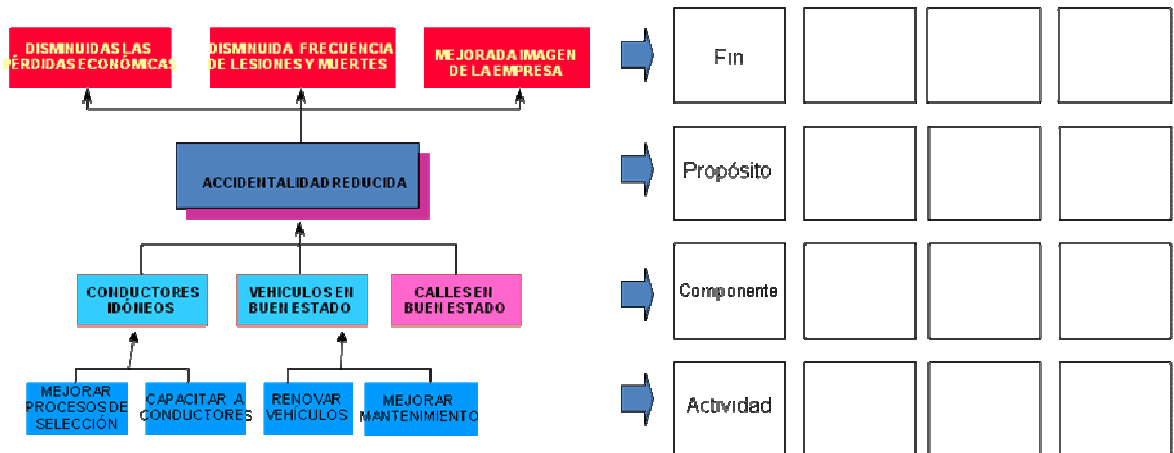 DISMINUIDAS LAS
PÉRDIDAS ECONÓMICAS
DISMINUIDA FRECUENCIA
DE LESIONES Y MUERTES
MEJORADA IMAGEN
DE LA EMPRESA
Fin
ACCIDENTALIDAD REDUCIDA
Propósito
CONDUCTORES
IDÓNEOS
VEHICULOS EN
BUEN ESTADO
CALLES EN
BUEN ESTADO
Componente
MEJORAR
PROCESOS DE
SELECCIÓN
CAPACITAR A
CONDUCTORES
RENOVAR
VEHÍCULOS
MEJORAR
MANTENIMIENTO
Actividad